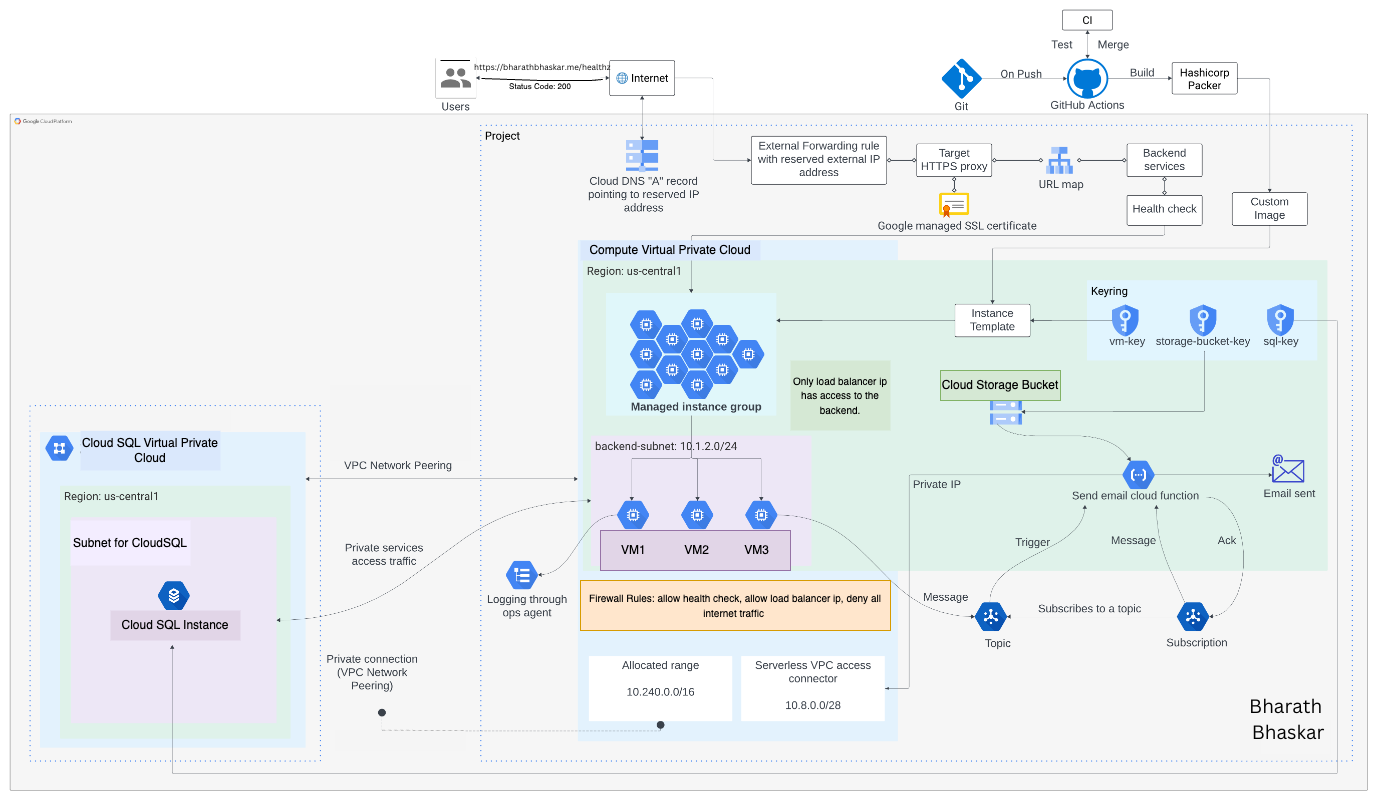 CI
Test
Merge
https://bharathbhaskar.me/healthz
Status Code: 200
Users
Internet
Git
On Push
GitHub Actions
Build
Hashicorp
Packer
Google Cloud Platform
Project
Cloud DNS "A" record
pointing to reserved IP
address
External Forwarding rule
with reserved external IP
address
Target
HTTPS proxy
Google managed SSL certificate
URL map
Backend
services
Health check
Custom
Image
Compute Virtual Private Cloud
Region: us-central1
Managed instance group
Instance
Template
Keyring
vm-key
storage-bucket-key
sql-key
Only load balancer ip
has access to the
backend.
Cloud Storage Bucket
backend-subnet: 10.1.2.0/24
VM1
VM2
VM3
Private IP
Send email cloud function
Email sent
Cloud SQL Virtual Private
Cloud
Region: us-central1
Subnet for CloudSQL
Cloud SQL Instance
VPC Network Peering
Private services
access traffic
Logging through
ops agent
Firewall Rules: allow health check, allow load balancer ip, deny all
internet traffic
Message
Trigger
Message
Ack
Subscribes to a topic
Topic
Subscription
Private connection
(VPC Network
Peering)
Allocated range
10.240.0.0/16
Serverless VPC access
connector
10.8.0.0/28
Bharath
Bhaskar